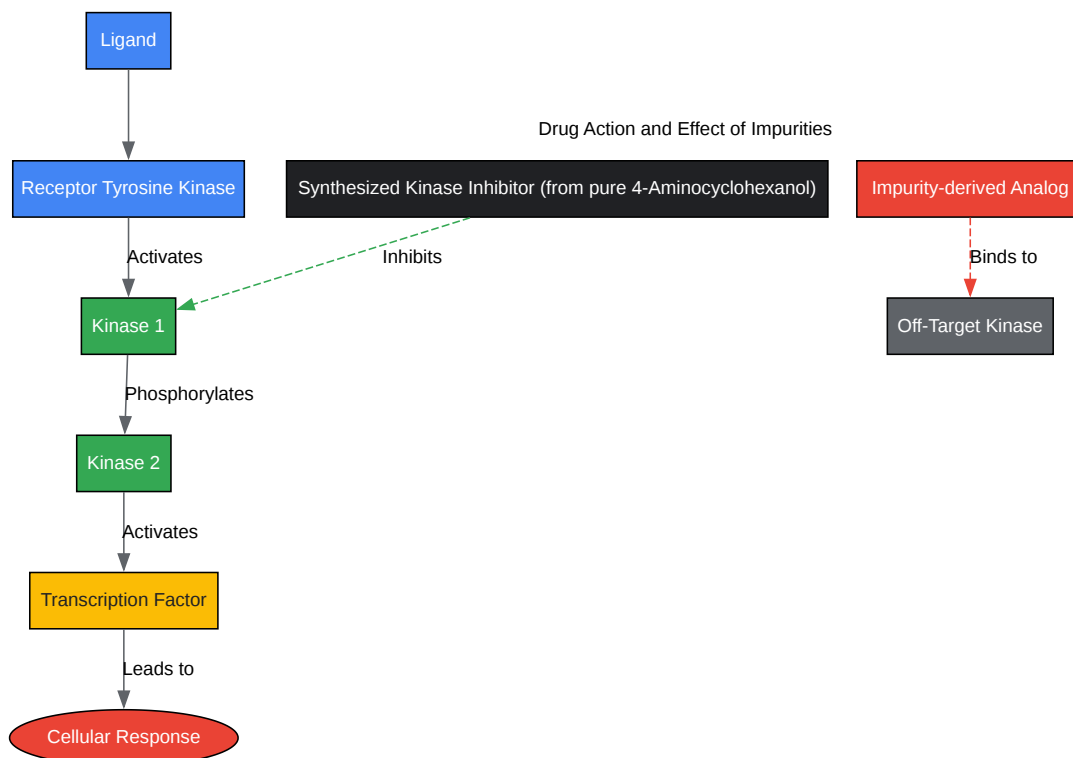 Ligand
Drug Action and Effect of Impurities
Receptor Tyrosine Kinase
Synthesized Kinase Inhibitor (from pure 4-Aminocyclohexanol)
Impurity-derived Analog
Activates
Inhibits
Binds to
Kinase 1
Off-Target Kinase
Phosphorylates
Kinase 2
Activates
Transcription Factor
Leads to
Cellular Response